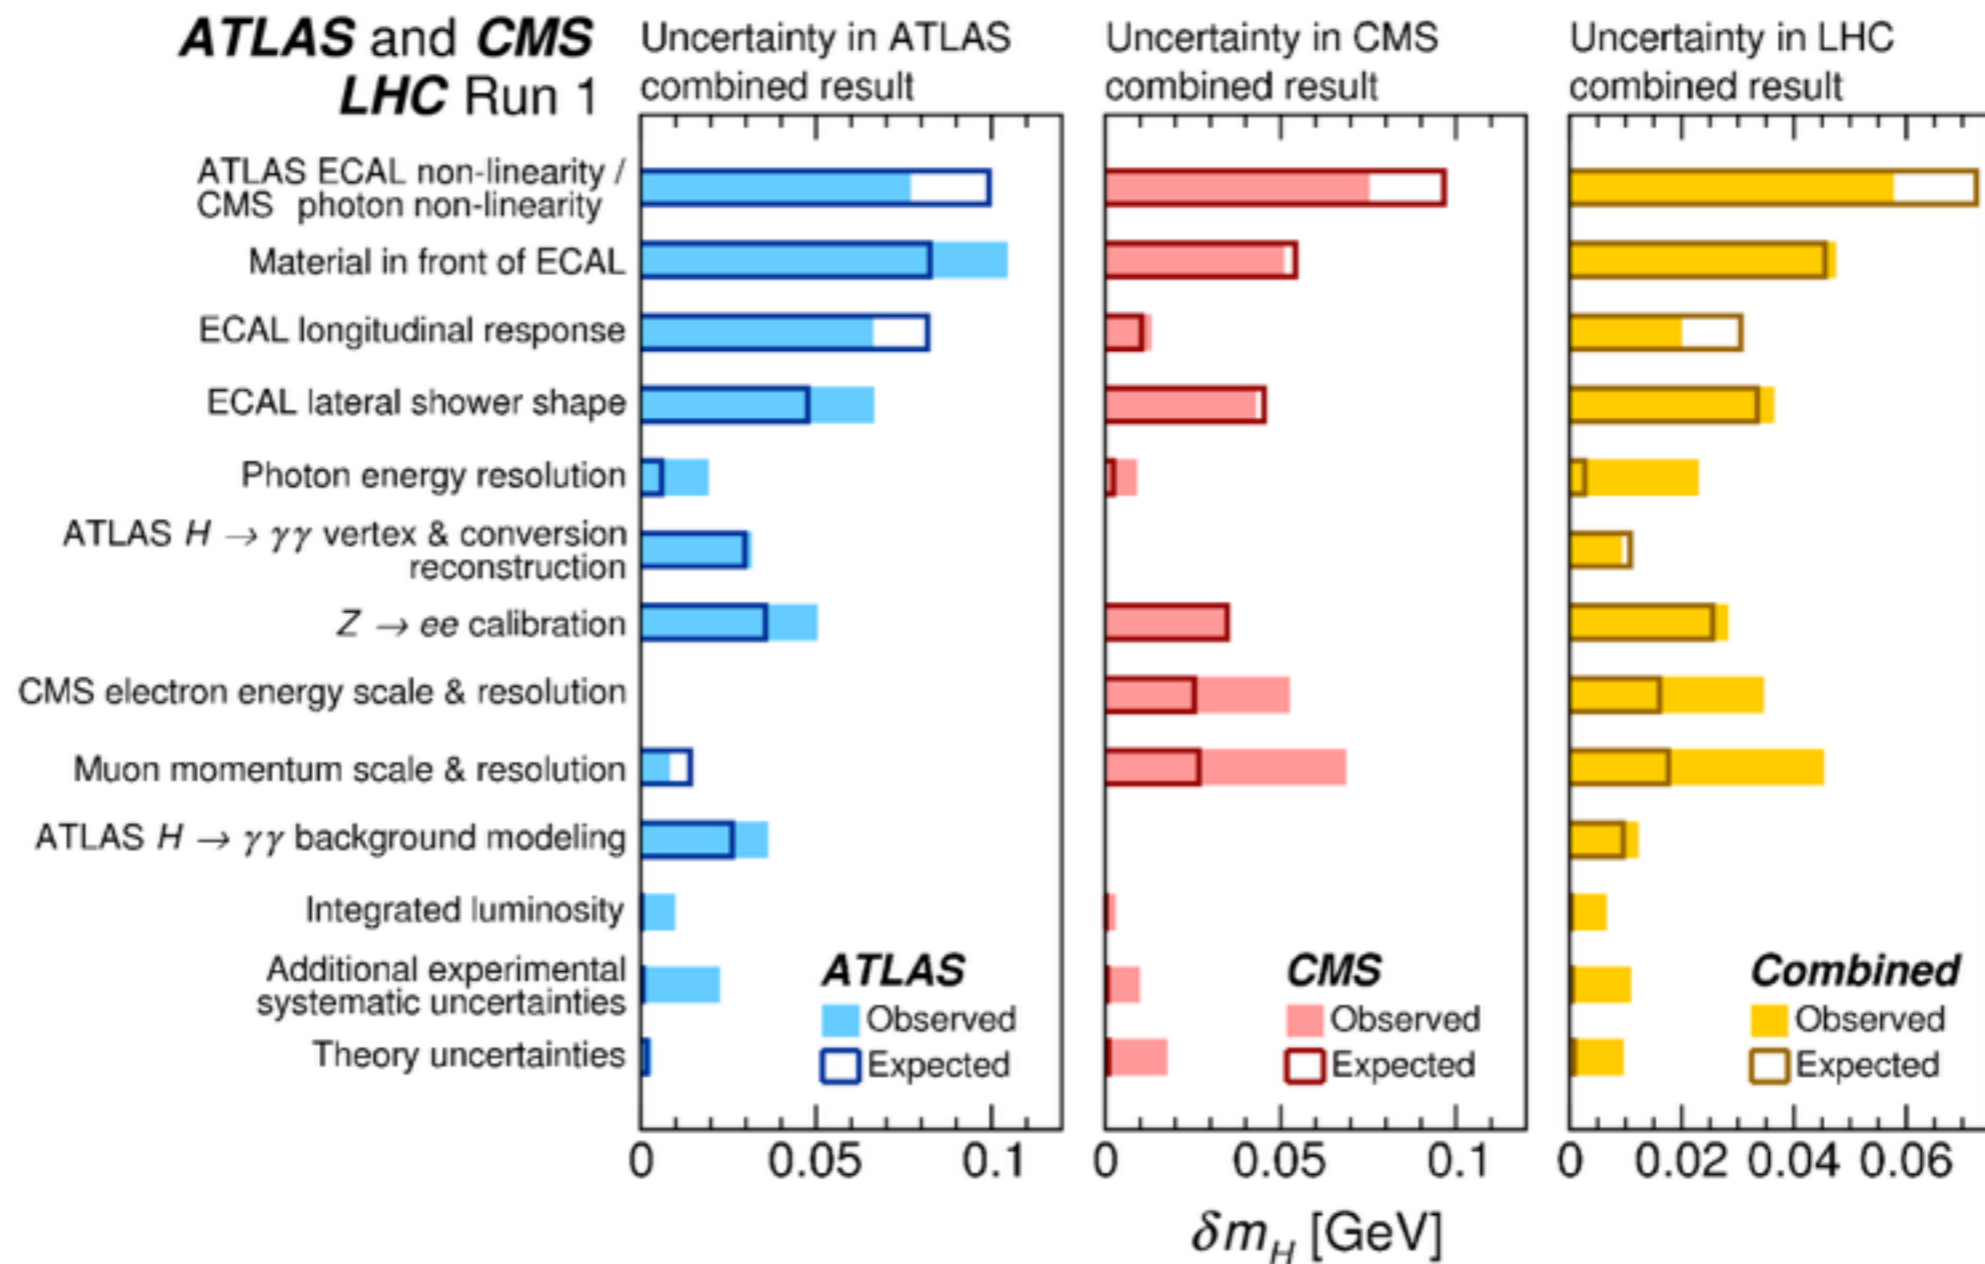 ATLAS and CMS
LHC Run 1
Uncertainty in ATLAS
combined result
Uncertainty in CMS
combined result
Uncertainty in LHC
combined result
ATLAS ECAL non-linearity /
CMS photon non-linearity
Material in front of ECAL
ECAL longitudinal response
ECAL lateral shower shape
Photon energy resolution
ATLAS H → γγ vertex & conversion
reconstruction
Z → ee calibration
CMS electron energy scale & resolution
Muon momentum scale & resolution
ATLAS H → γγ background modeling
Integrated luminosity
Additional experimental
systematic uncertainties
Theory uncertainties
ATLAS
Observed
Expected
CMS
Observed
Expected
Combined
Observed
Expected
0 0.05 0.1
0 0.05 0.1
0 0.02 0.04 0.06
δm_H [GeV]